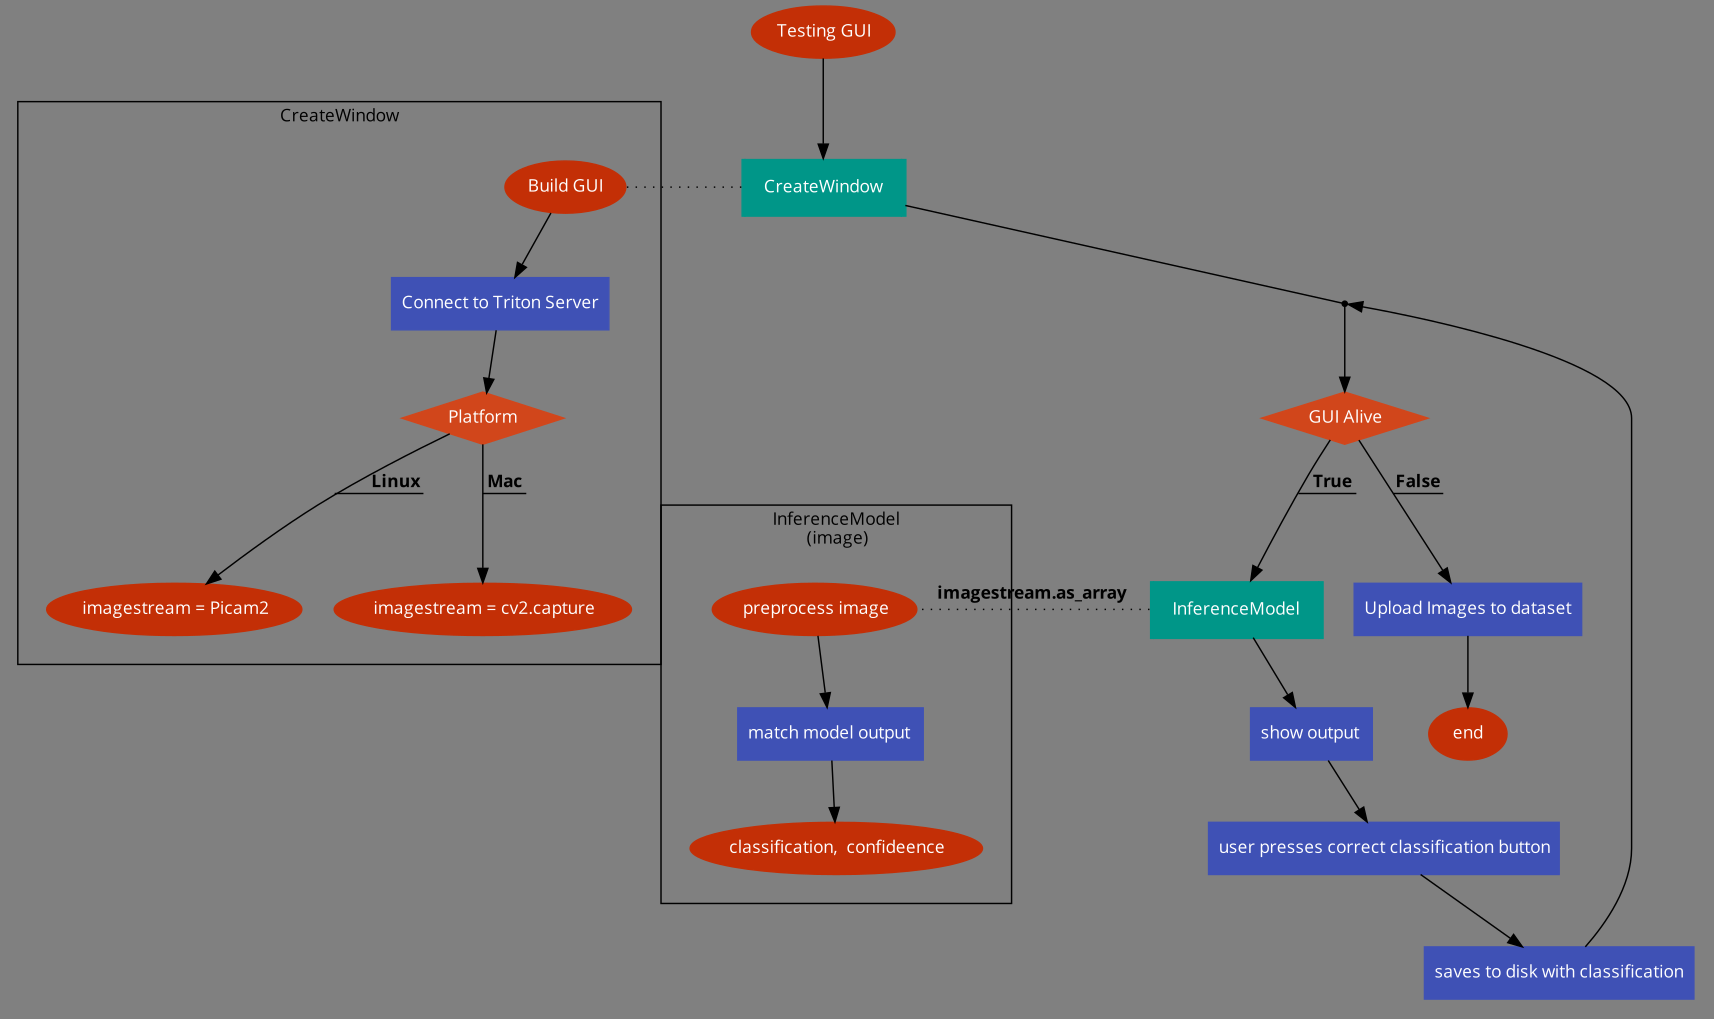 Testing GUI
CreateWindow
Build GUI
CreateWindow
Connect to Triton Server
Platform
GUI Alive
Linux
Mac
True
False
InferenceModel
(image)
imagestream = Picam2
imagestream = cv2.capture
preprocess image
imagestream.as_array
InferenceModel
Upload Images to dataset
match model output
show output
end
classification,  confideence
user presses correct classification button
saves to disk with classification